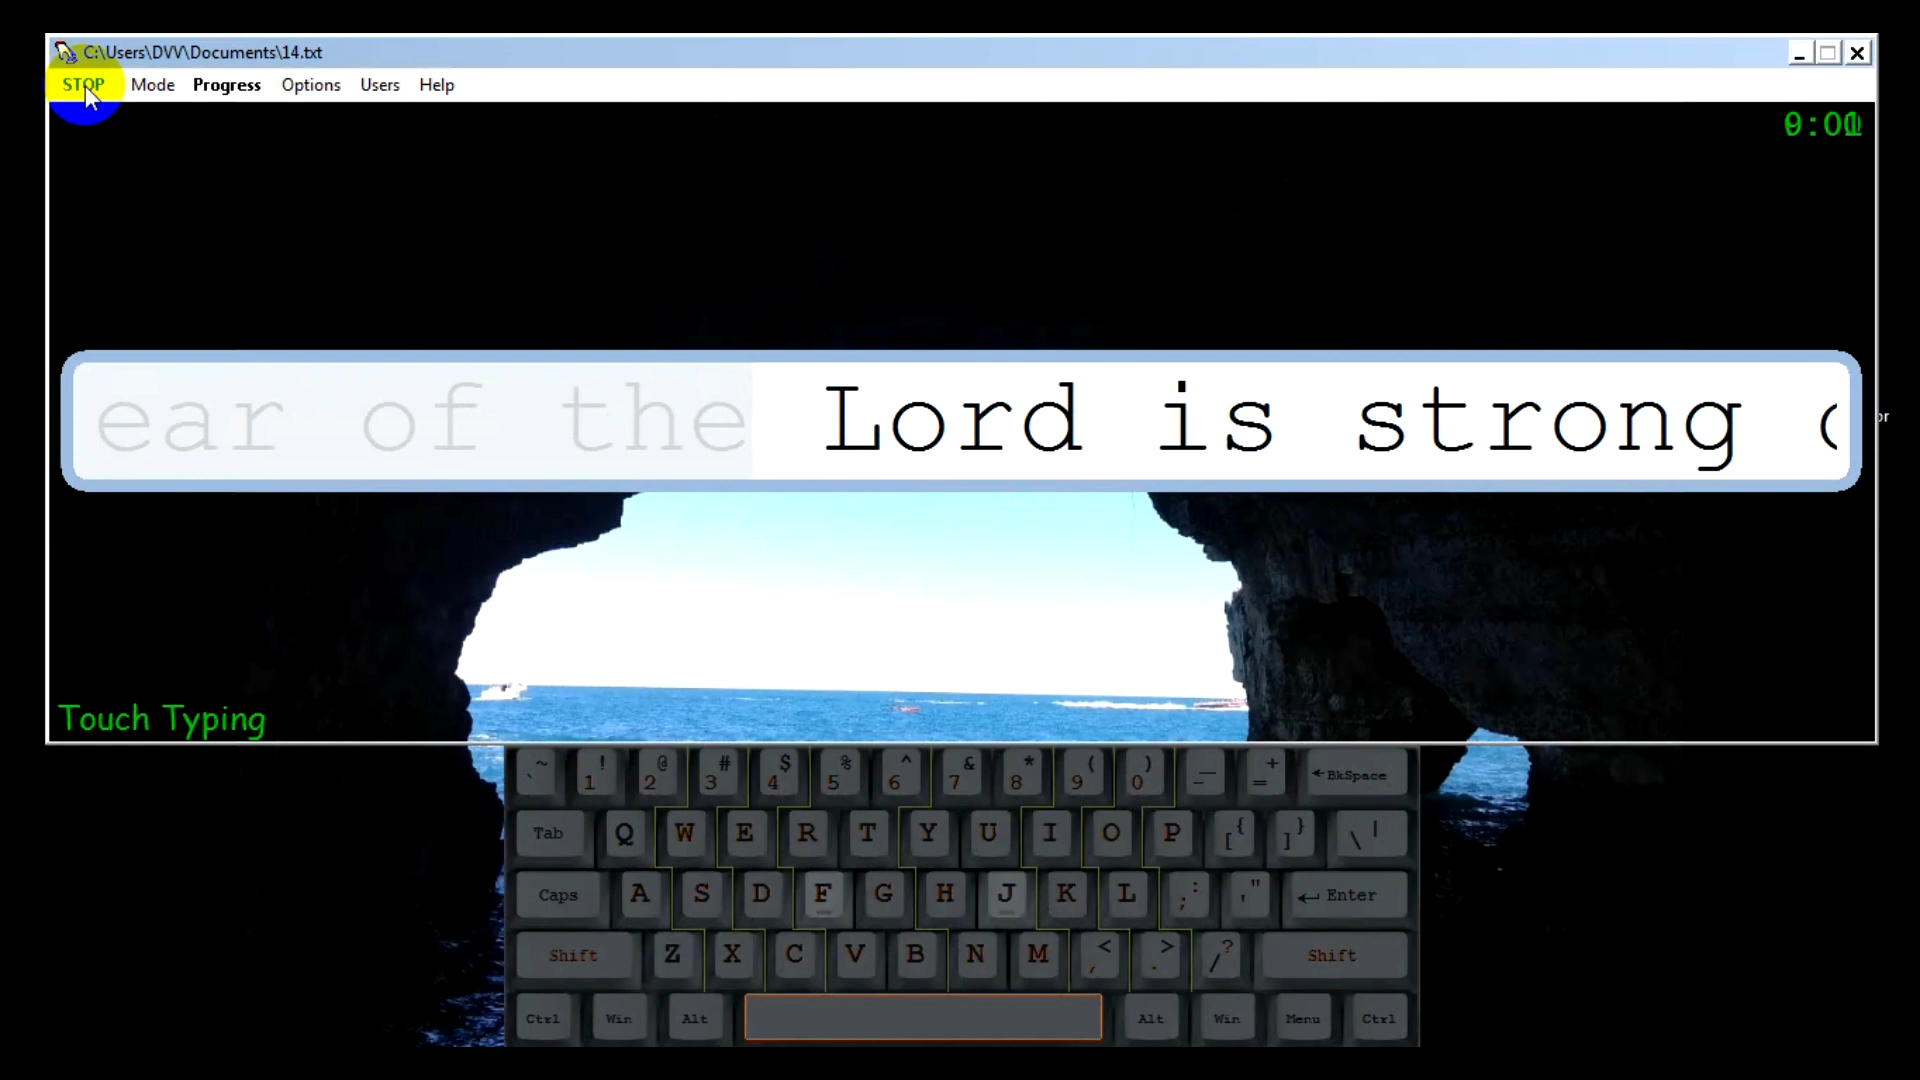 C:\Users\DVV\Documents\14.txt
STOP Mode Progress Options Users Help
ear of the Lord is strong
or
Touch Typing
` ~ ! 1 @ 2 # 3 $ 4 % 5 ^ 6 & 7 * 8 ( 9 ) 0 _ - + = ←BkSpace
Tab Q W E R T Y U I O P [ { ] } \ |
Caps A S D F G H J K L ; : ' " ↵ Enter
Shift Z X C V B N M < , > . / ? Shift
Ctrl Win Alt Alt Win Menu Ctrl